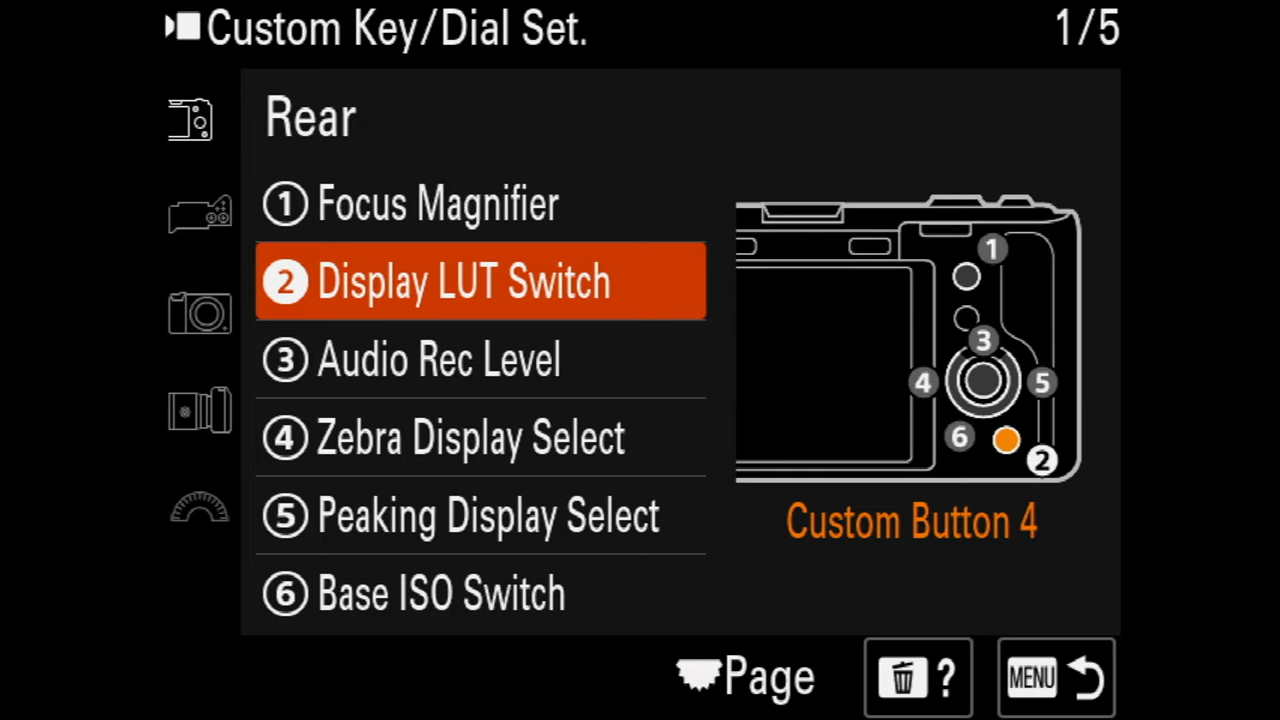 Custom Key/Dial Set. 1/5
Rear
① Focus Magnifier
② Display LUT Switch
③ Audio Rec Level
④ Zebra Display Select
⑤ Peaking Display Select
⑥ Base ISO Switch
1
3
4 5
6
2
Custom Button 4
Page ? MENU